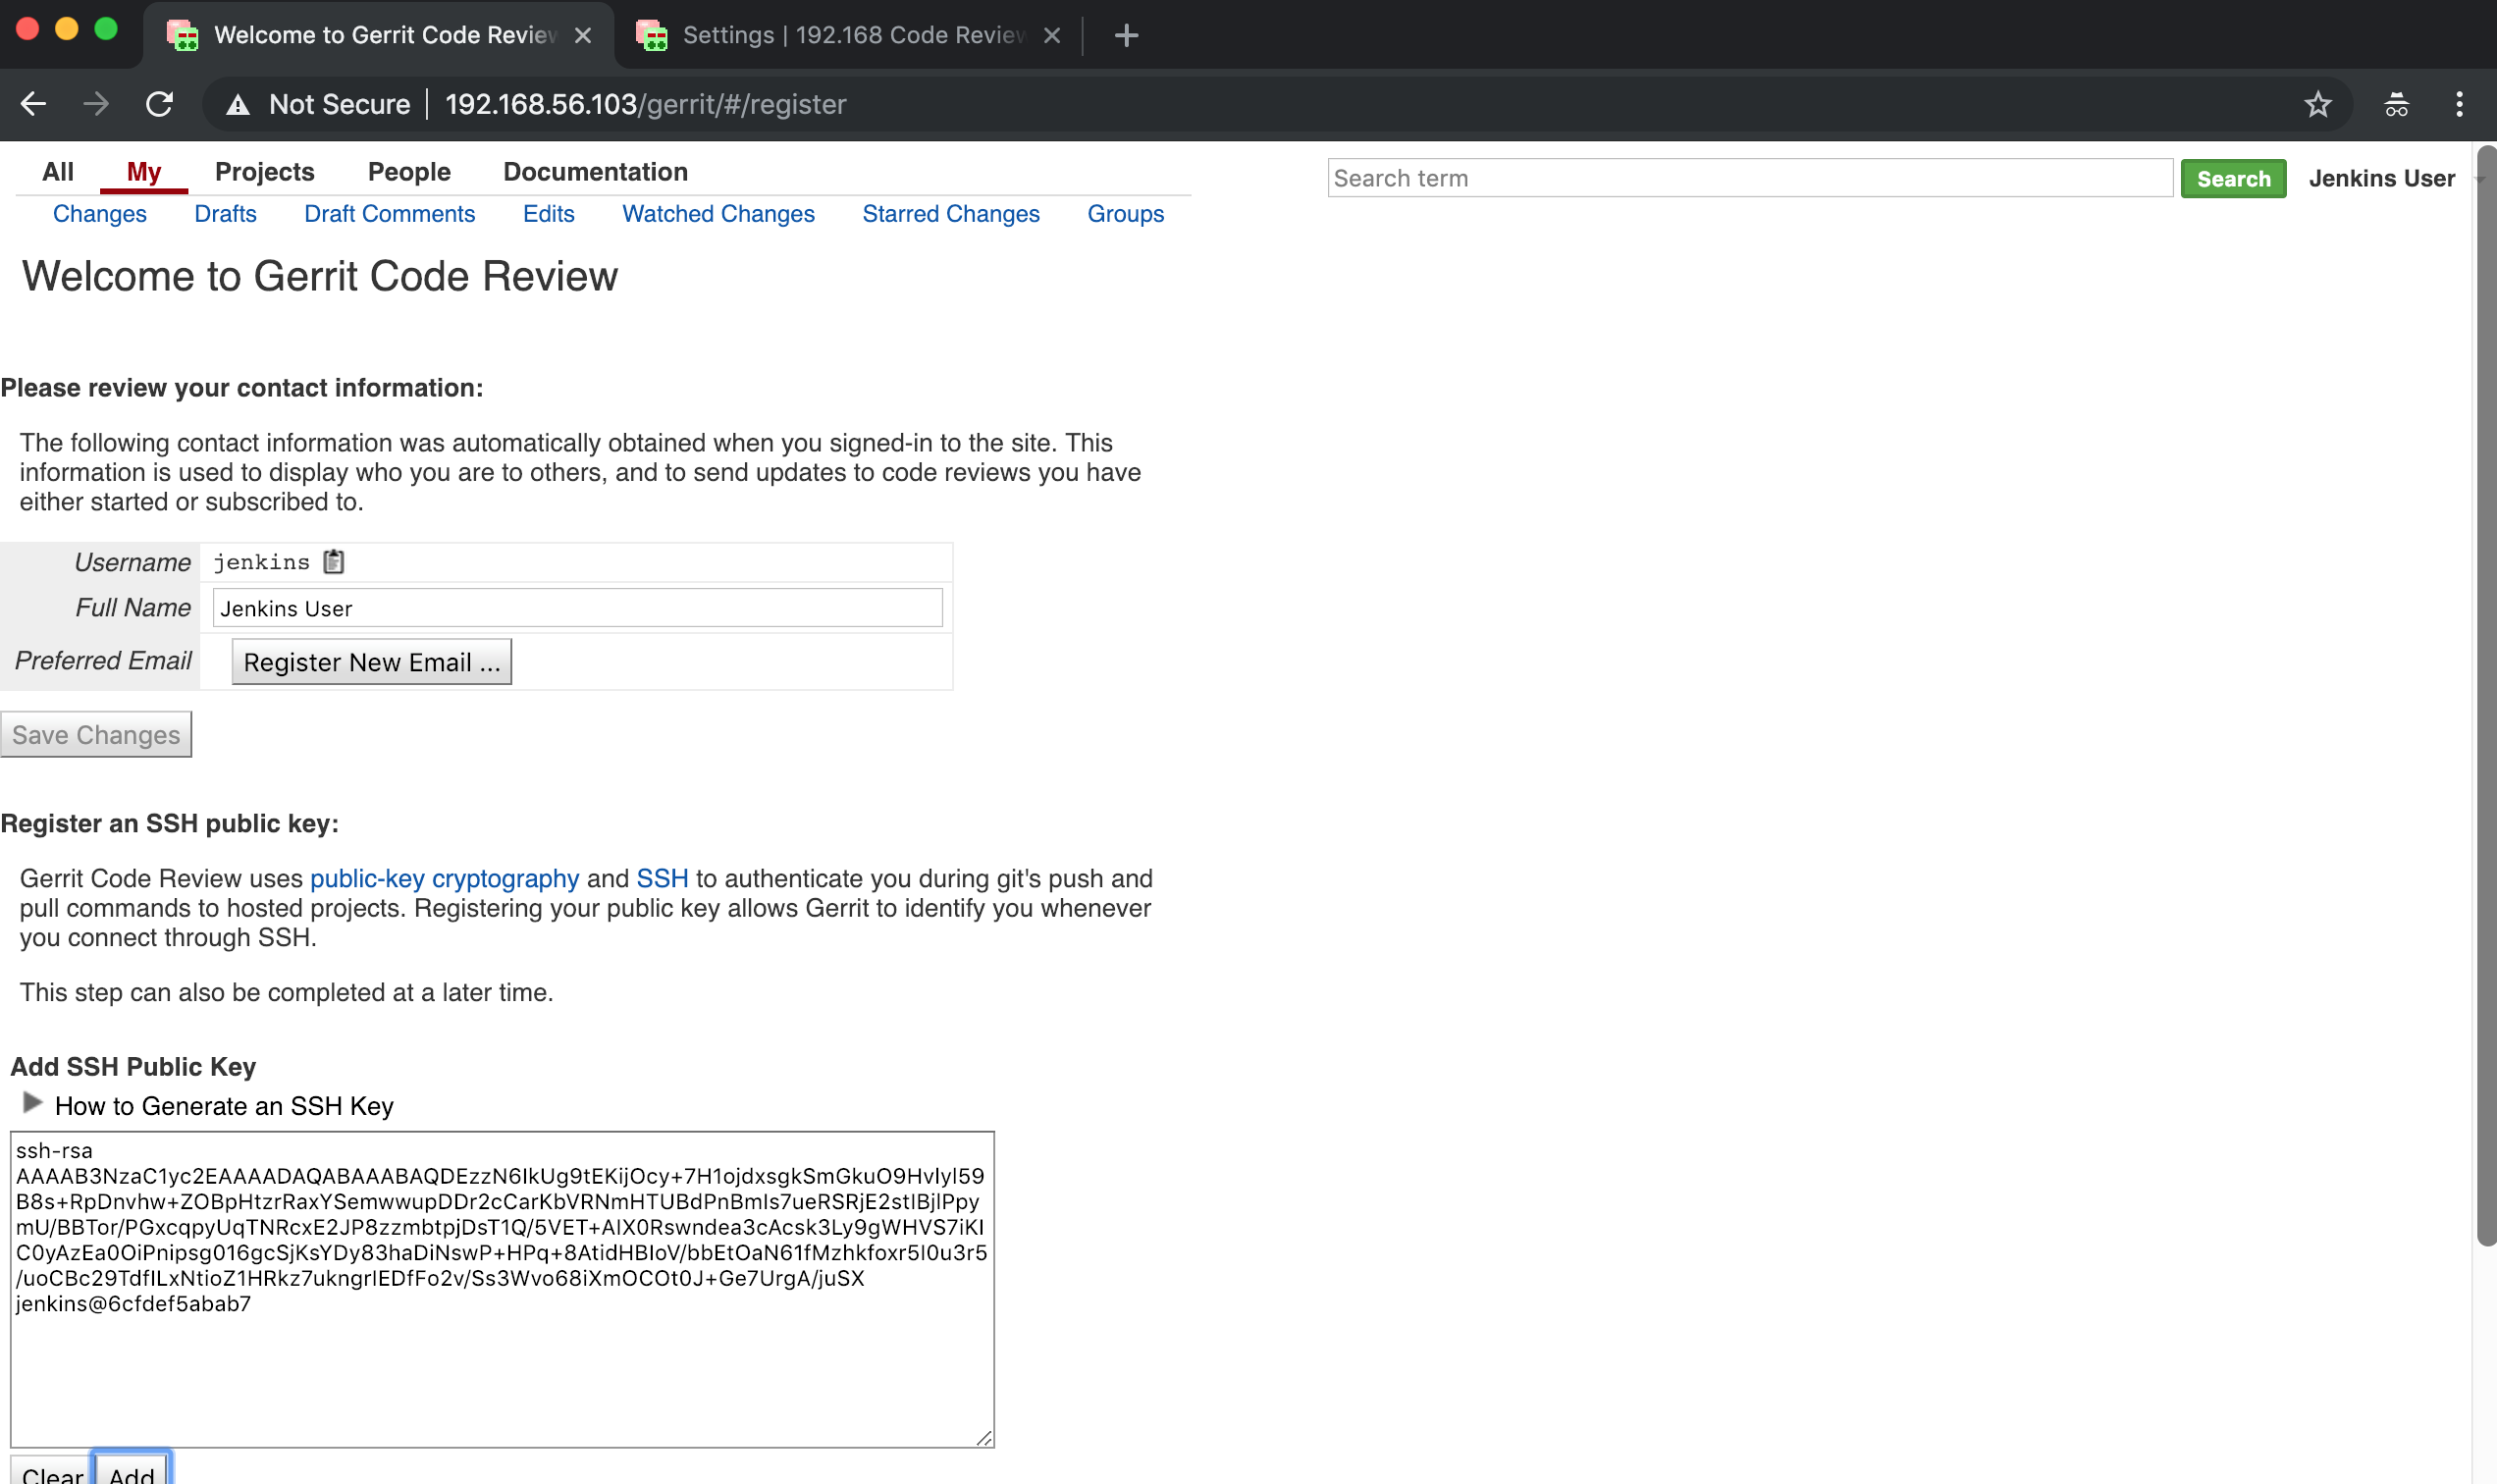 Welcome to Gerrit Code Review
Settings | 192.168 Code Review
Not Secure | 192.168.56.103/gerrit/#/register
All My Projects People Documentation
Search term Search Jenkins User
Changes Drafts Draft Comments Edits Watched Changes Starred Changes Groups
Welcome to Gerrit Code Review
Please review your contact information:
The following contact information was automatically obtained when you signed-in to the site. This
information is used to display who you are to others, and to send updates to code reviews you have
either started or subscribed to.
Username jenkins
Full Name Jenkins User
Preferred Email Register New Email ...
Save Changes
Register an SSH public key:
Gerrit Code Review uses public-key cryptography and SSH to authenticate you during git's push and
pull commands to hosted projects. Registering your public key allows Gerrit to identify you whenever
you connect through SSH.
This step can also be completed at a later time.
Add SSH Public Key
How to Generate an SSH Key
ssh-rsa
AAAAB3NzaC1yc2EAAAADAQABAAABAQDEzzN6IkUg9tEKijOcy+7H1ojdxsgkSmGkuO9HvIyl59
B8s+RpDnvhw+ZOBpHtzrRaxYSemwwupDDr2cCarKbVRNmHTUBdPnBmIs7ueRSRjE2stIBjlPpy
mU/BBTor/PGxcqpyUqTNRcxE2JP8zzmbtpjDsT1Q/5VET+AIX0Rswndea3cAcsk3Ly9gWHVS7iKI
C0yAzEa0OiPnipsg016gcSjKsYDy83haDiNswP+HPq+8AtidHBIoV/bbEtOaN61fMzhkfoxr5I0u3r5
/uoCBc29TdfILxNtioZ1HRkz7ukngrIEDfFo2v/Ss3Wvo68iXmOCOt0J+Ge7UrgA/juSX
jenkins@6cfdef5abab7
Clear Add